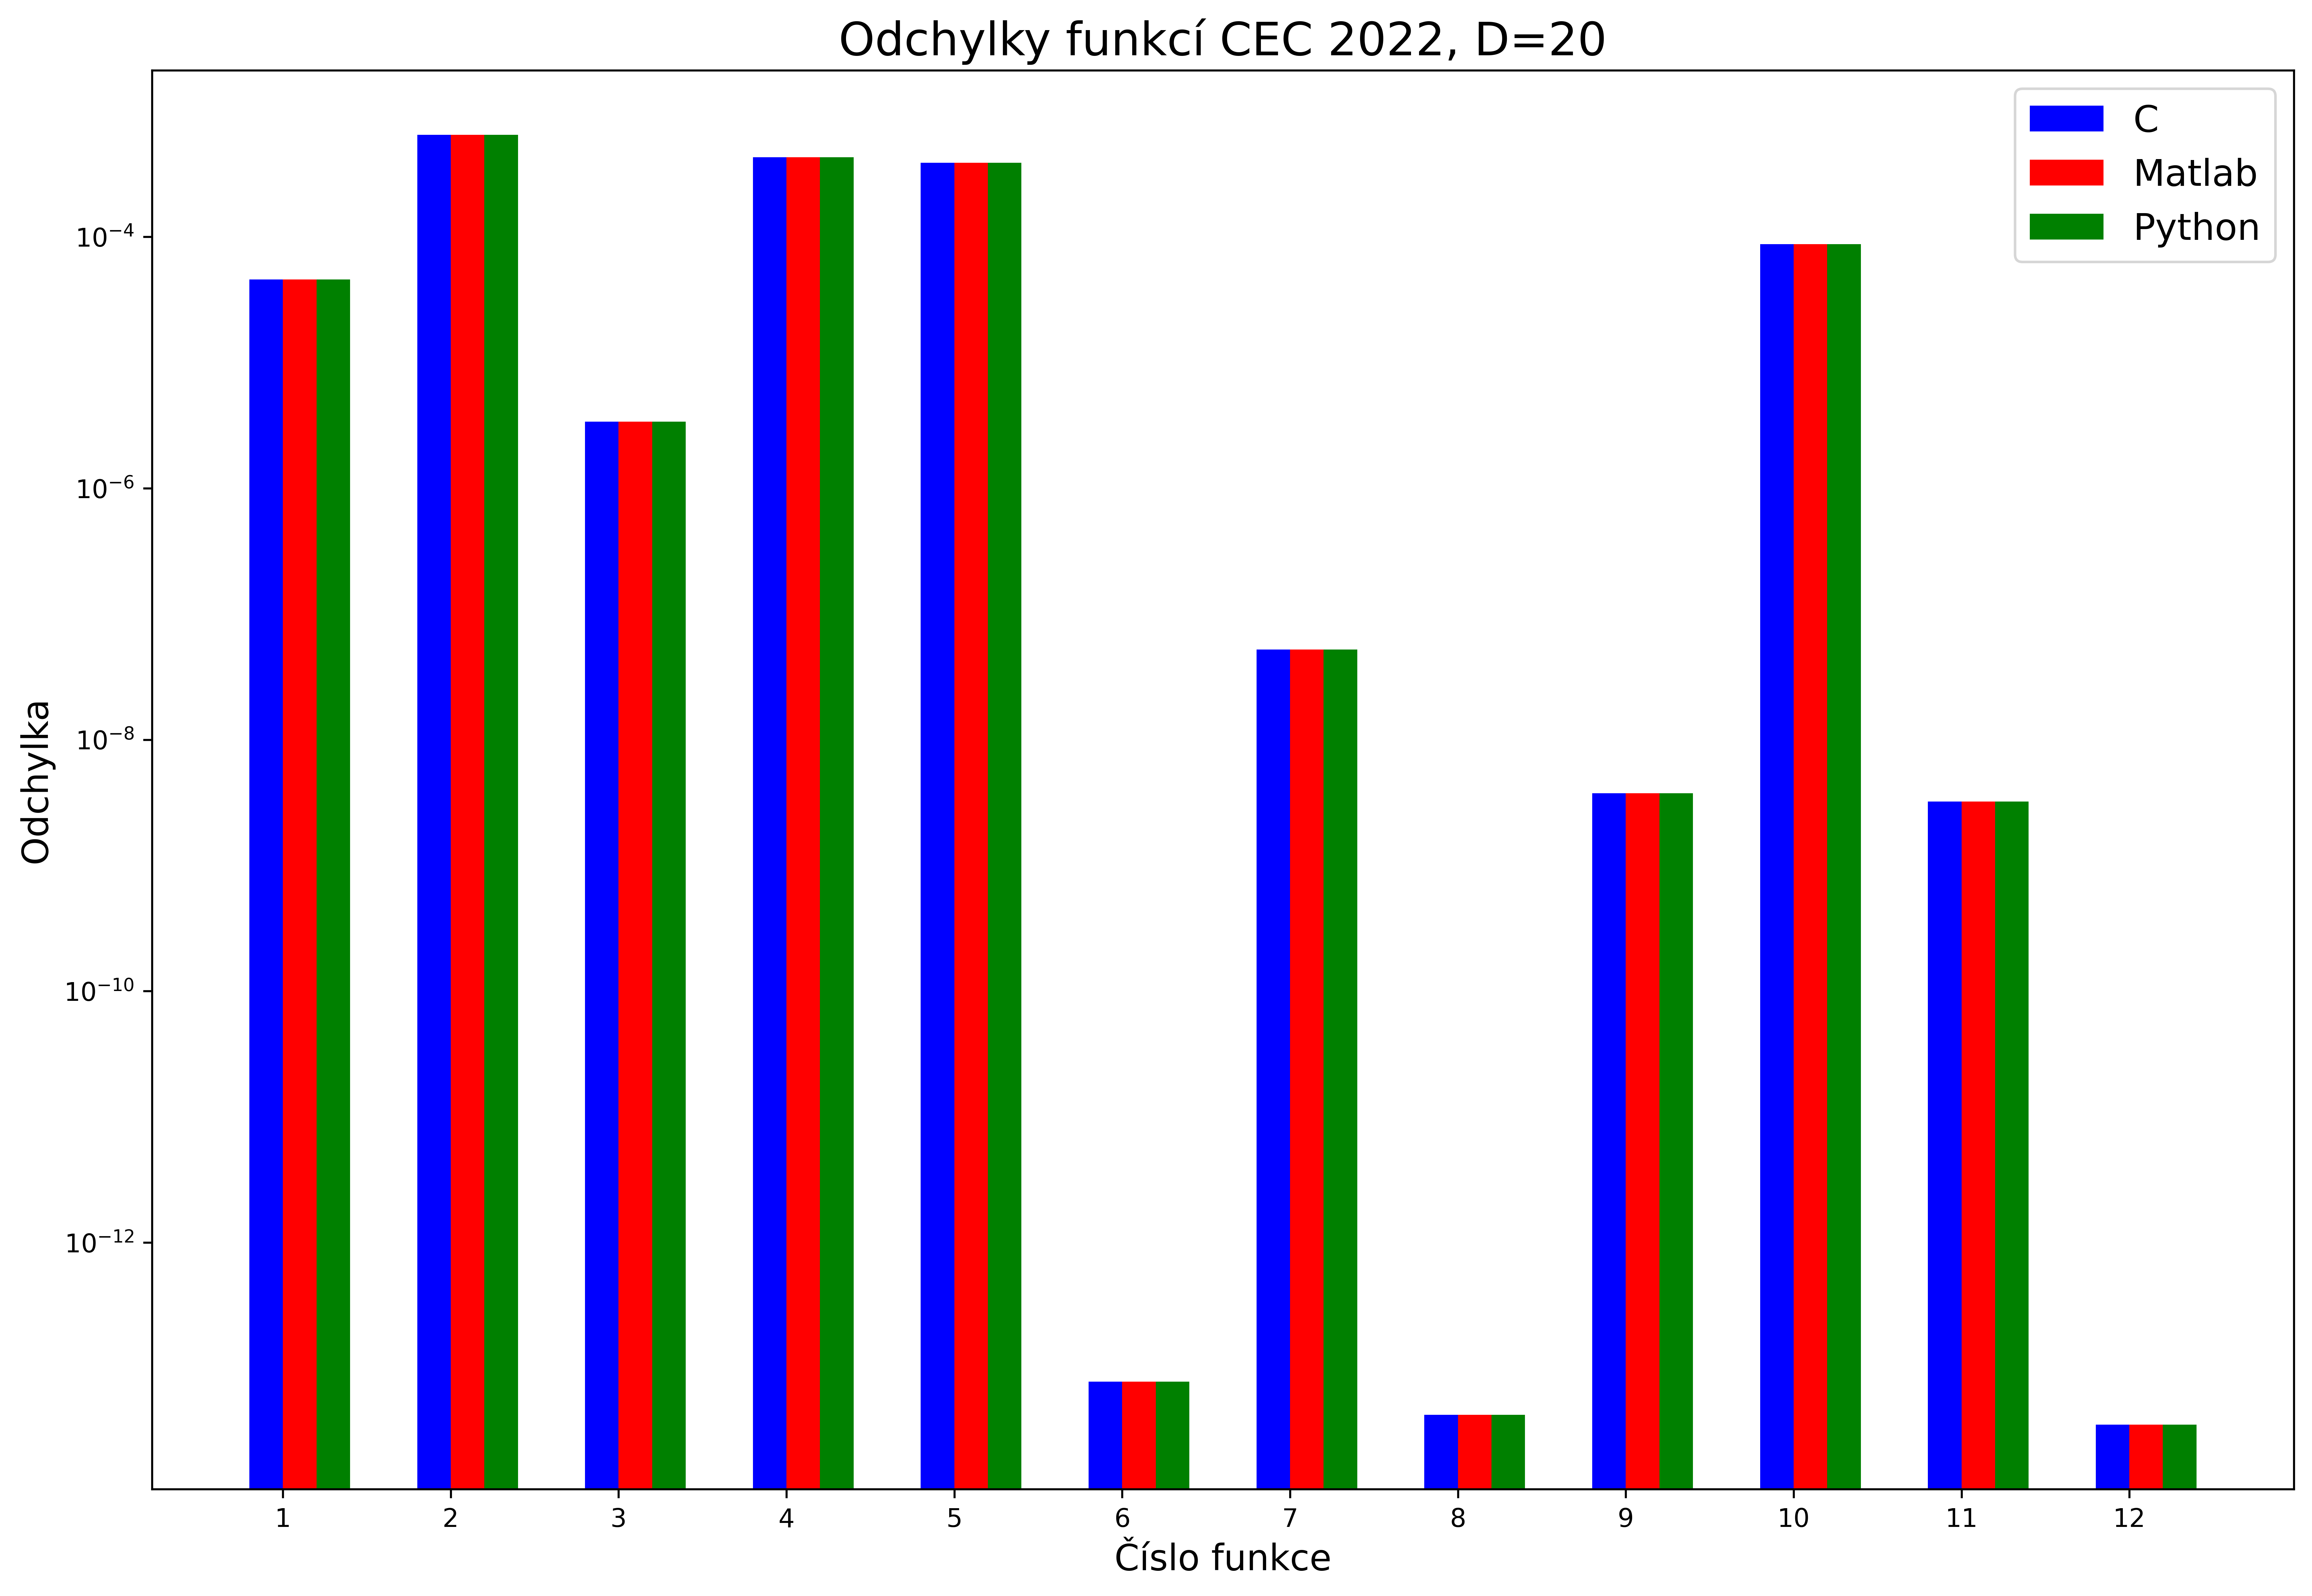 Odchylky funkcí CEC 2022, D=20
C
Matlab
Python
Odchylka
10⁻⁴
10⁻⁶
10⁻⁸
10⁻¹⁰
10⁻¹²
1 2 3 4 5 6 7 8 9 10 11 12
Číslo funkce